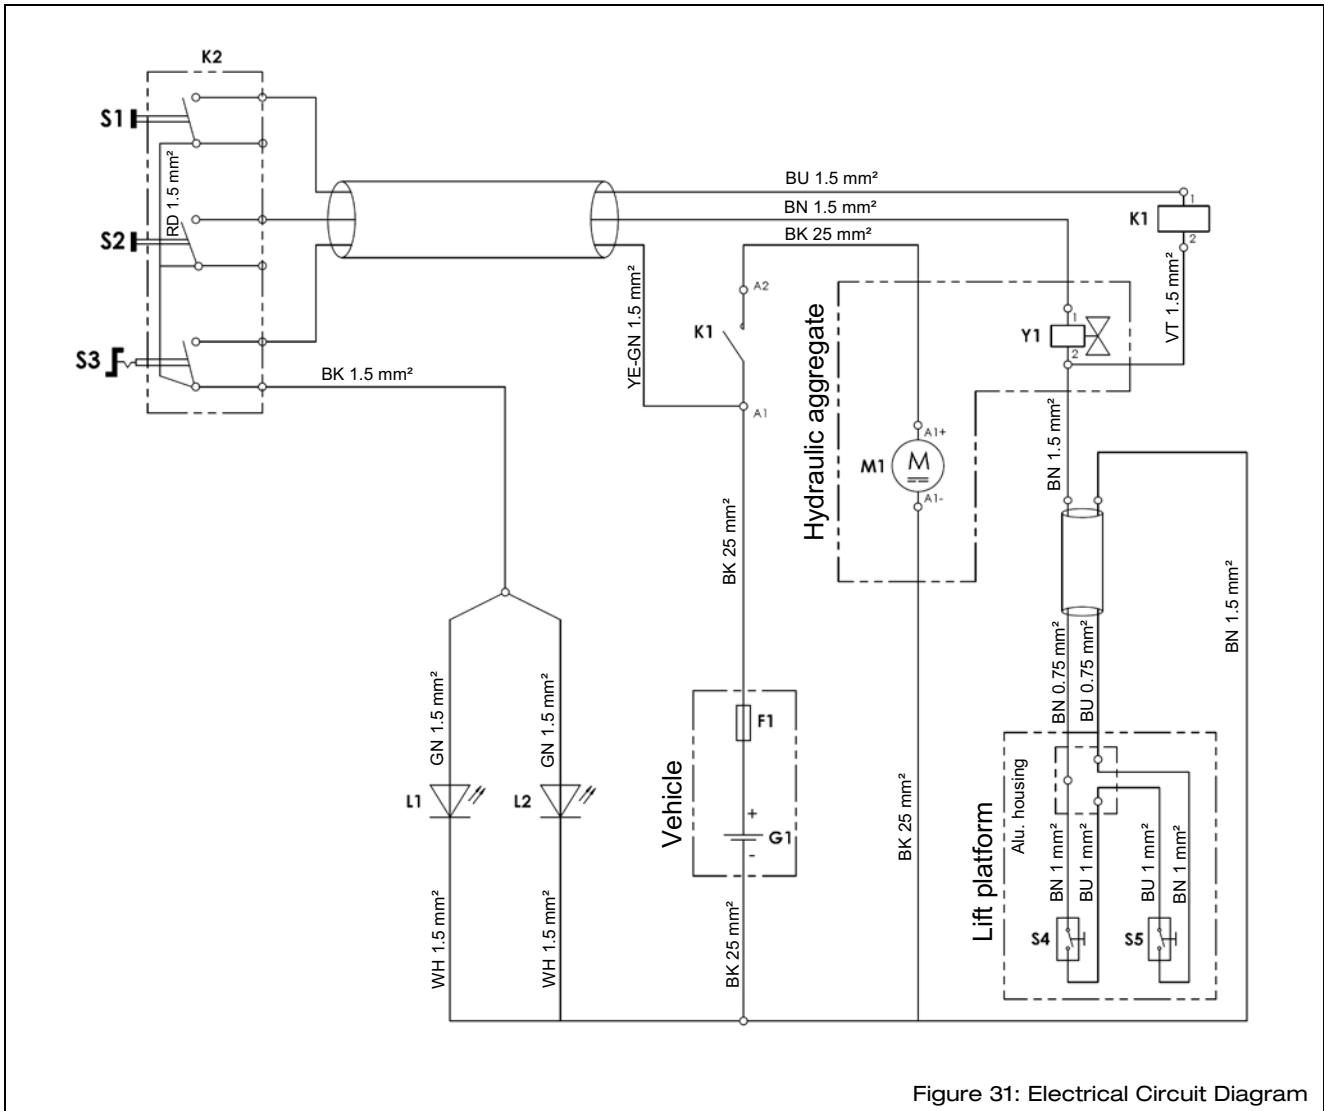 K2
S1
RD 1.5 mm²
S2
S3
BK 1.5 mm²
BU 1.5 mm²
BN 1.5 mm²
BK 25 mm²
YE-GN 1.5 mm²
A2
K1
A1
1
K1
2
VT 1.5 mm²
Hydraulic aggregate
1
Y1
2
A1+
M1
M
A1-
BN 1.5 mm²
BK 25 mm²
BN 1.5 mm²
GN 1.5 mm²
GN 1.5 mm²
L1
L2
WH 1.5 mm²
WH 1.5 mm²
Vehicle
F1
+
G1
-
BK 25 mm²
BK 25 mm²
BN 0.75 mm²
BU 0.75 mm²
Lift platform
Alu. housing
BN 1 mm²
BU 1 mm²
BU 1 mm²
BN 1 mm²
S4
S5
Figure 31: Electrical Circuit Diagram